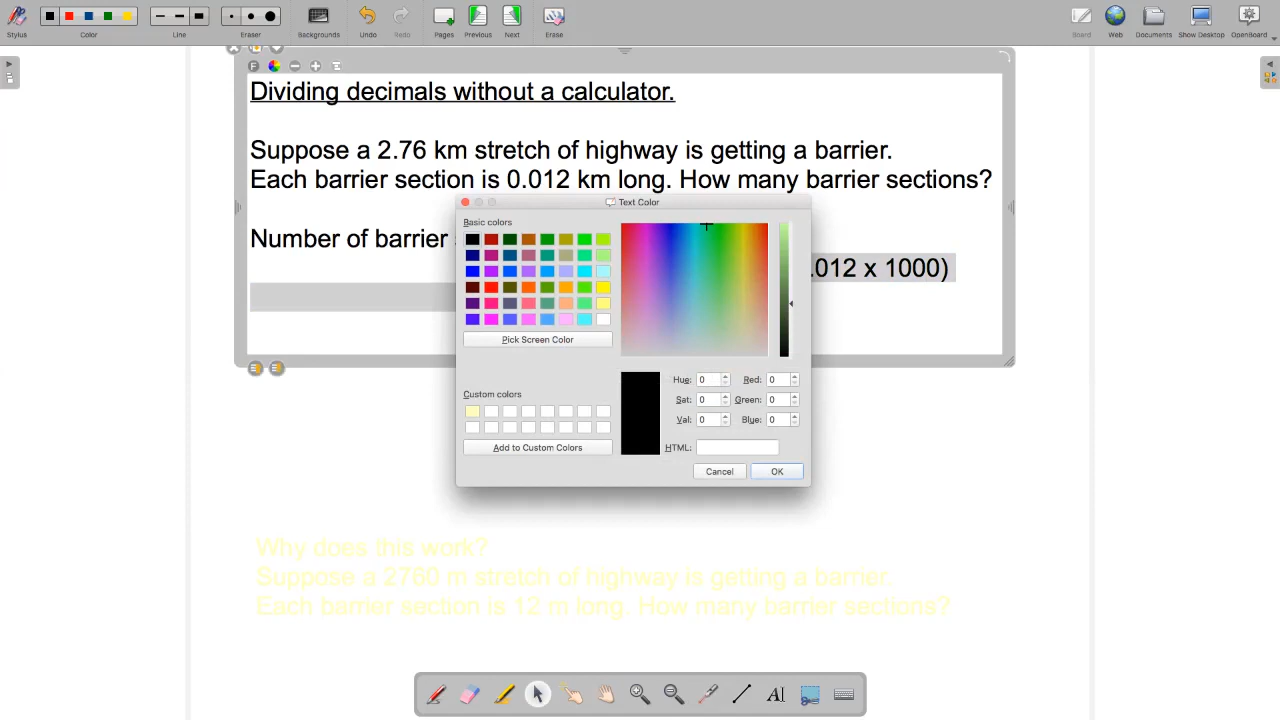 Stylus
Color
Line
Eraser
Backgrounds
Undo
Redo
Pages
Previous
Next
Erase
Board
Web
Documents
Show Desktop
OpenBoard
F
Dividing decimals without a calculator.
Suppose a 2.76 km stretch of highway is getting a barrier.
Each barrier section is 0.012 km long. How many barrier sections?
Number of barrier
.012 x 1000)
Text Color
Basic colors
Pick Screen Color
Custom colors
Add to Custom Colors
Hue: 0 Red: 0
Sat: 0 Green: 0
Val: 0 Blue: 0
HTML:
Cancel OK
Why does this work?
Suppose a 2760 m stretch of highway is getting a barrier.
Each barrier section is 12 m long. How many barrier sections?
AI